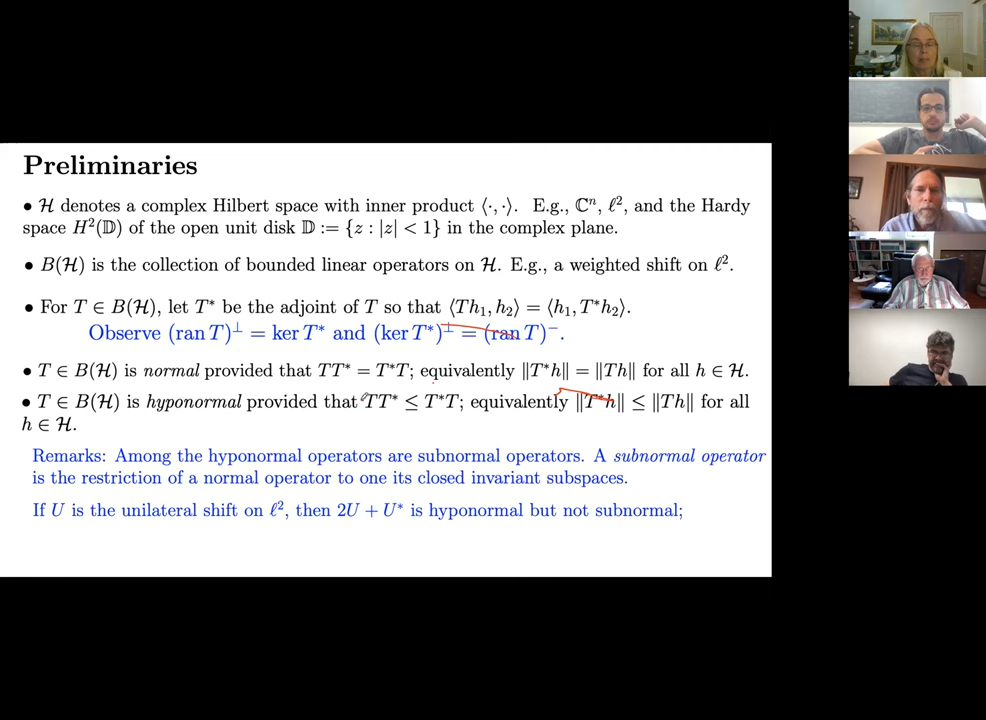 Preliminaries
• ℋ denotes a complex Hilbert space with inner product ⟨·, ·⟩. E.g., ℂⁿ, ℓ², and the Hardy
space H²(𝔻) of the open unit disk 𝔻 := {z : |z| < 1} in the complex plane.
• B(ℋ) is the collection of bounded linear operators on ℋ. E.g., a weighted shift on ℓ².
• For T ∈ B(ℋ), let T* be the adjoint of T so that ⟨Th₁, h₂⟩ = ⟨h₁, T*h₂⟩.
Observe (ran T)^⊥ = ker T* and (ker T*)^⊥ = (ran T)⁻.
• T ∈ B(ℋ) is normal provided that TT* = T*T; equivalently ‖T*h‖ = ‖Th‖ for all h ∈ ℋ.
• T ∈ B(ℋ) is hyponormal provided that TT* ≤ T*T; equivalently ‖T*h‖ ≤ ‖Th‖ for all
h ∈ ℋ.
Remarks: Among the hyponormal operators are subnormal operators. A subnormal operator
is the restriction of a normal operator to one its closed invariant subspaces.
If U is the unilateral shift on ℓ², then 2U + U* is hyponormal but not subnormal;